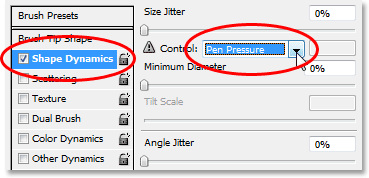 Brush Presets
Brush Tip Shape
Shape Dynamics
Scattering
Texture
Dual Brush
Color Dynamics
Other Dynamics
Size Jitter 0%
Control: Pen Pressure
Minimum Diameter 0%
Tilt Scale
Angle Jitter 0%